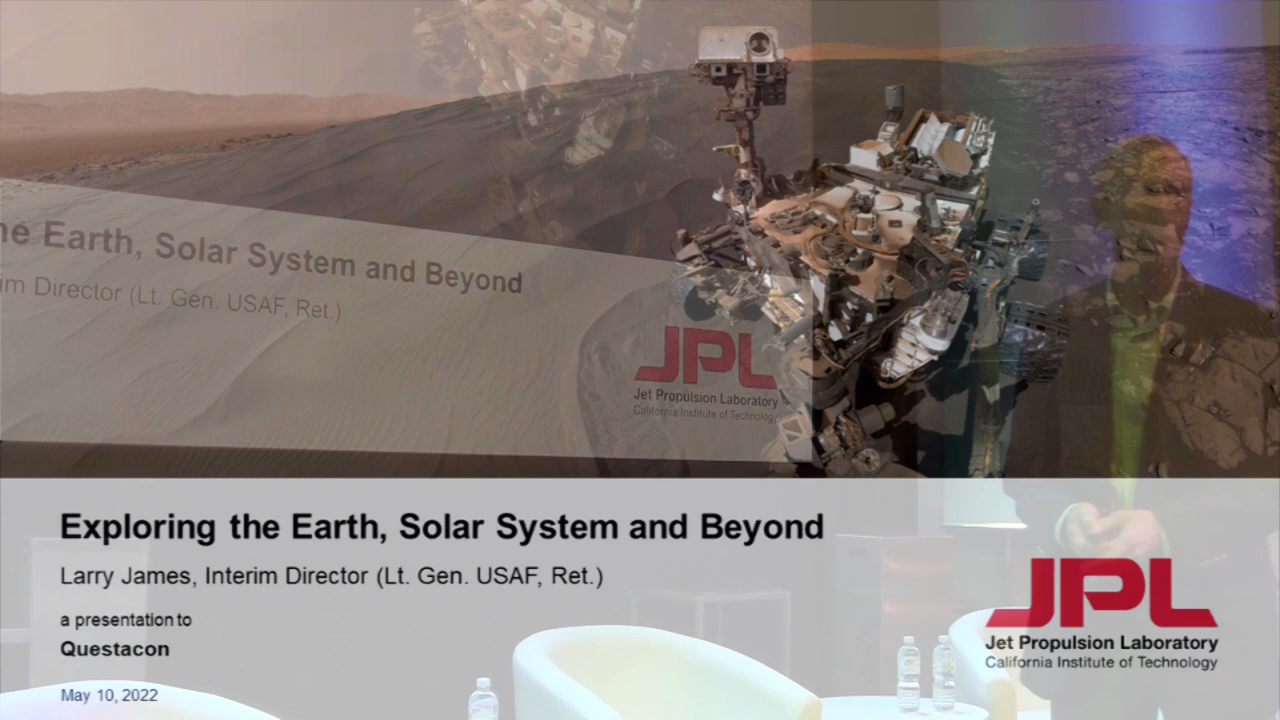 he Earth, Solar System and Beyond
im Director (Lt. Gen. USAF, Ret.)
JPL
Jet Propulsion Laboratory
California Institute of Technology
Exploring the Earth, Solar System and Beyond
Larry James, Interim Director (Lt. Gen. USAF, Ret.)
a presentation to
Questacon
May 10, 2022
JPL
Jet Propulsion Laboratory
California Institute of Technology